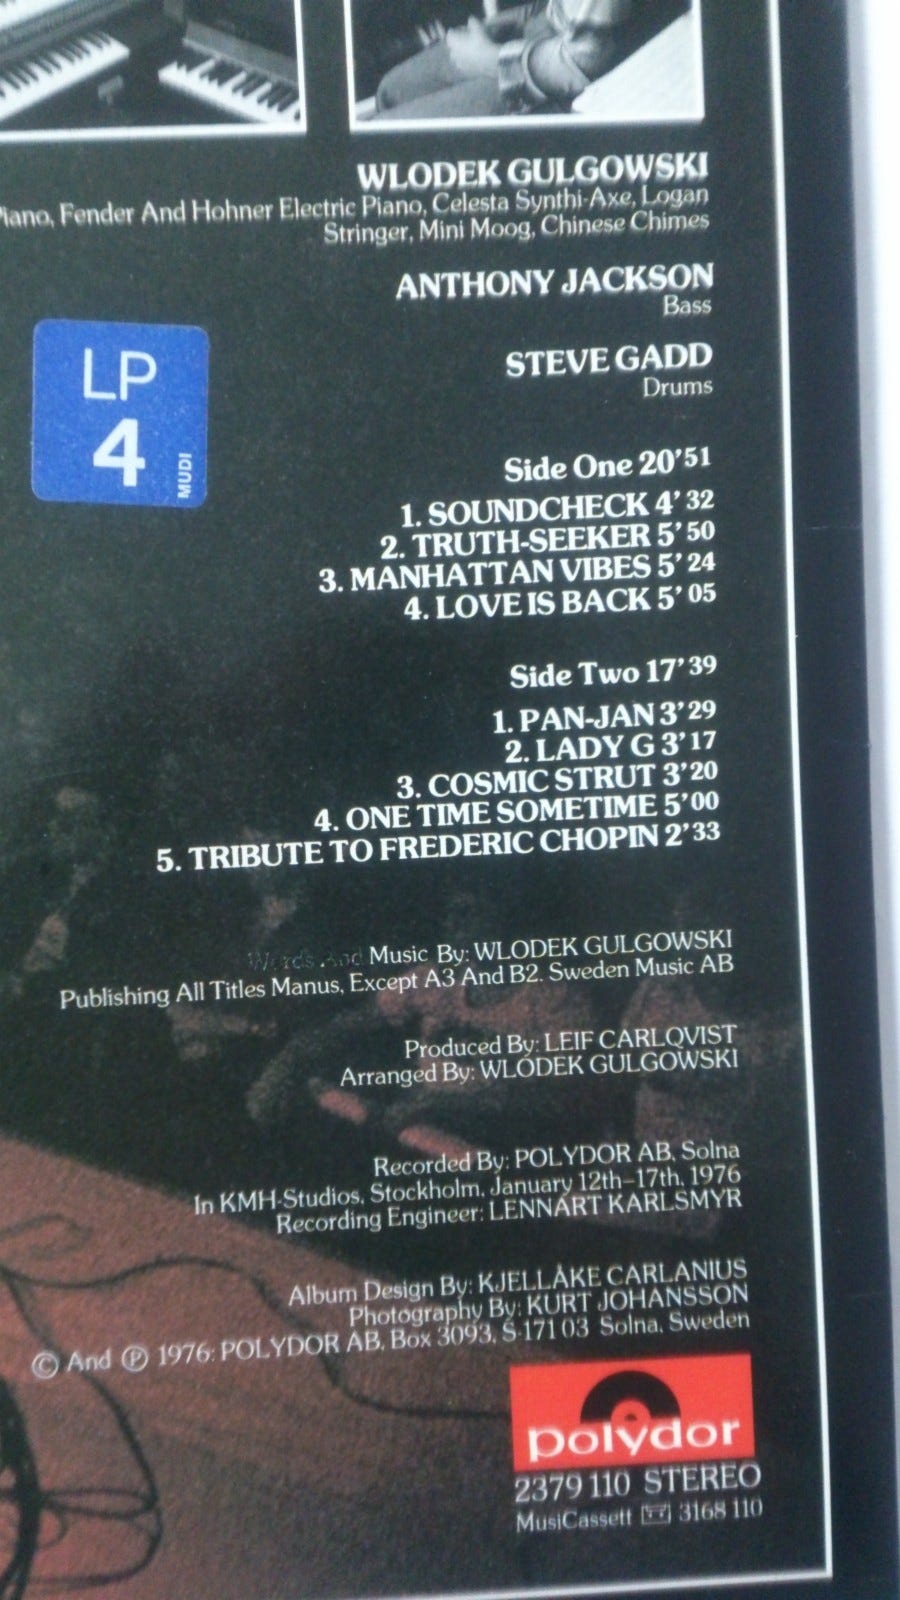 WLODEK GULGOWSKI
Piano, Fender And Hohner Electric Piano, Celesta Synthi-Axe, Logan
Stringer, Mini Moog, Chinese Chimes
ANTHONY JACKSON
Bass
STEVE GADD
Drums
LP
4
MUDI
Side One 20'51
1. SOUNDCHECK 4'32
2. TRUTH-SEEKER 5'50
3. MANHATTAN VIBES 5'24
4. LOVE IS BACK 5'05
Side Two 17'39
1. PAN-JAN 3'29
2. LADY G 3'17
3. COSMIC STRUT 3'20
4. ONE TIME SOMETIME 5'00
5. TRIBUTE TO FREDERIC CHOPIN 2'33
Words And Music By: WLODEK GULGOWSKI
Publishing All Titles Manus, Except A3 And B2. Sweden Music AB
Produced By: LEIF CARLQVIST
Arranged By: WLODEK GULGOWSKI
Recorded By: POLYDOR AB, Solna
In KMH-Studios, Stockholm, January 12th-17th, 1976
Recording Engineer: LENNART KARLSMYR
Album Design By: KJELLÅKE CARLANIUS
Photography By: KURT JOHANSSON
© And ℗ 1976: POLYDOR AB, Box 3093, S-171 03 Solna, Sweden
polydor
2379 110 STEREO
MusiCassett 3168 110